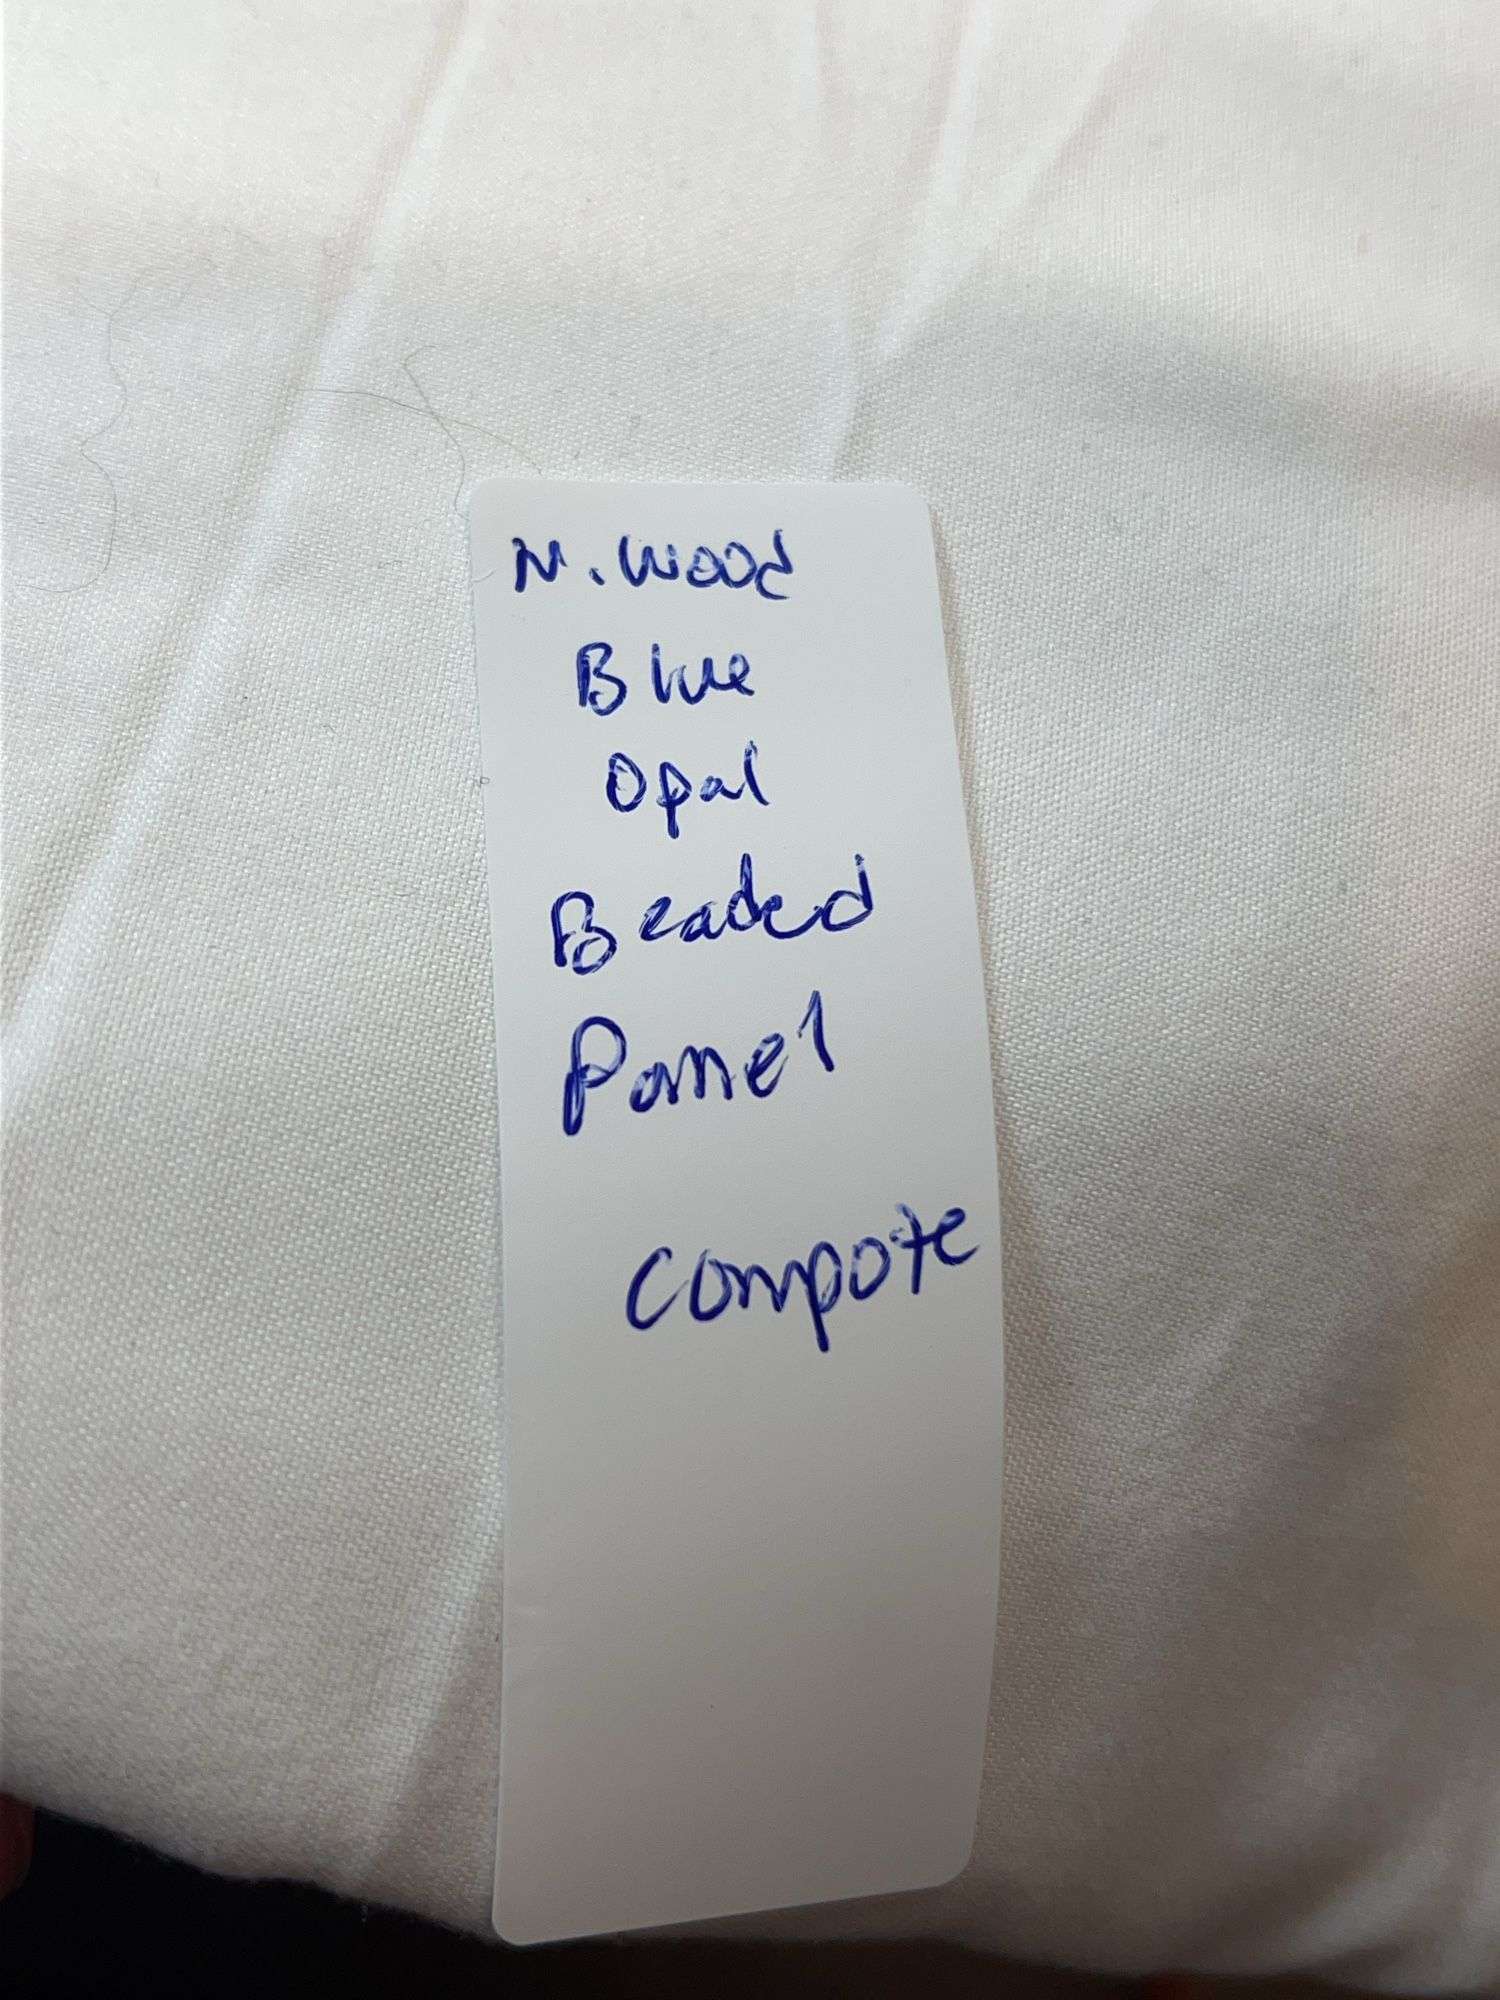 N. Wood
Blue
Opal
Beaded
Panel
Compote